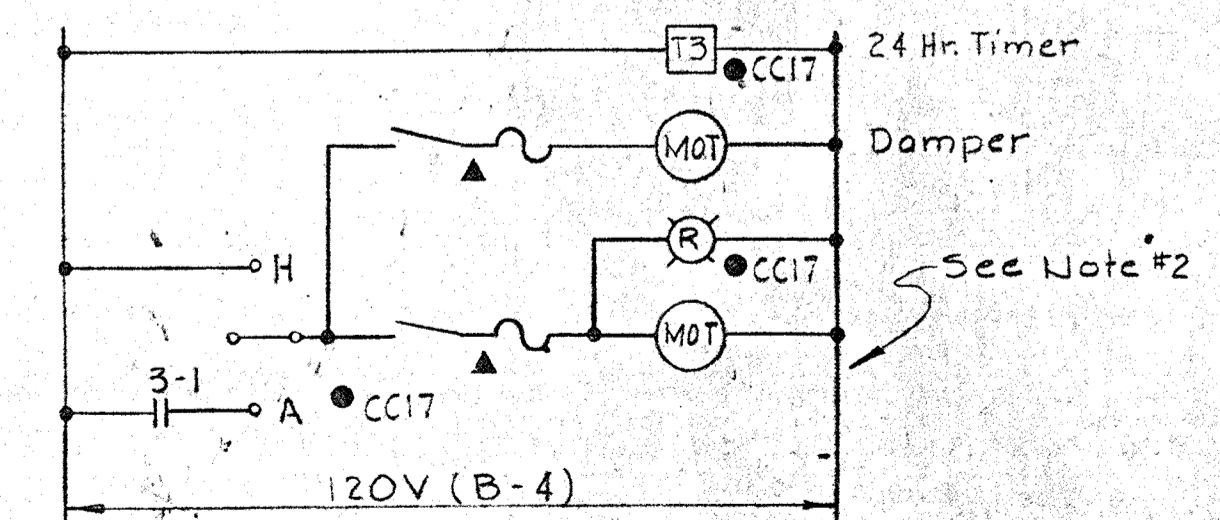 T3
24 Hr. Timer
CC17
MOT
Damper
R
CC17
H
See Note #2
MOT
3-1
A
CC17
120V (B-4)